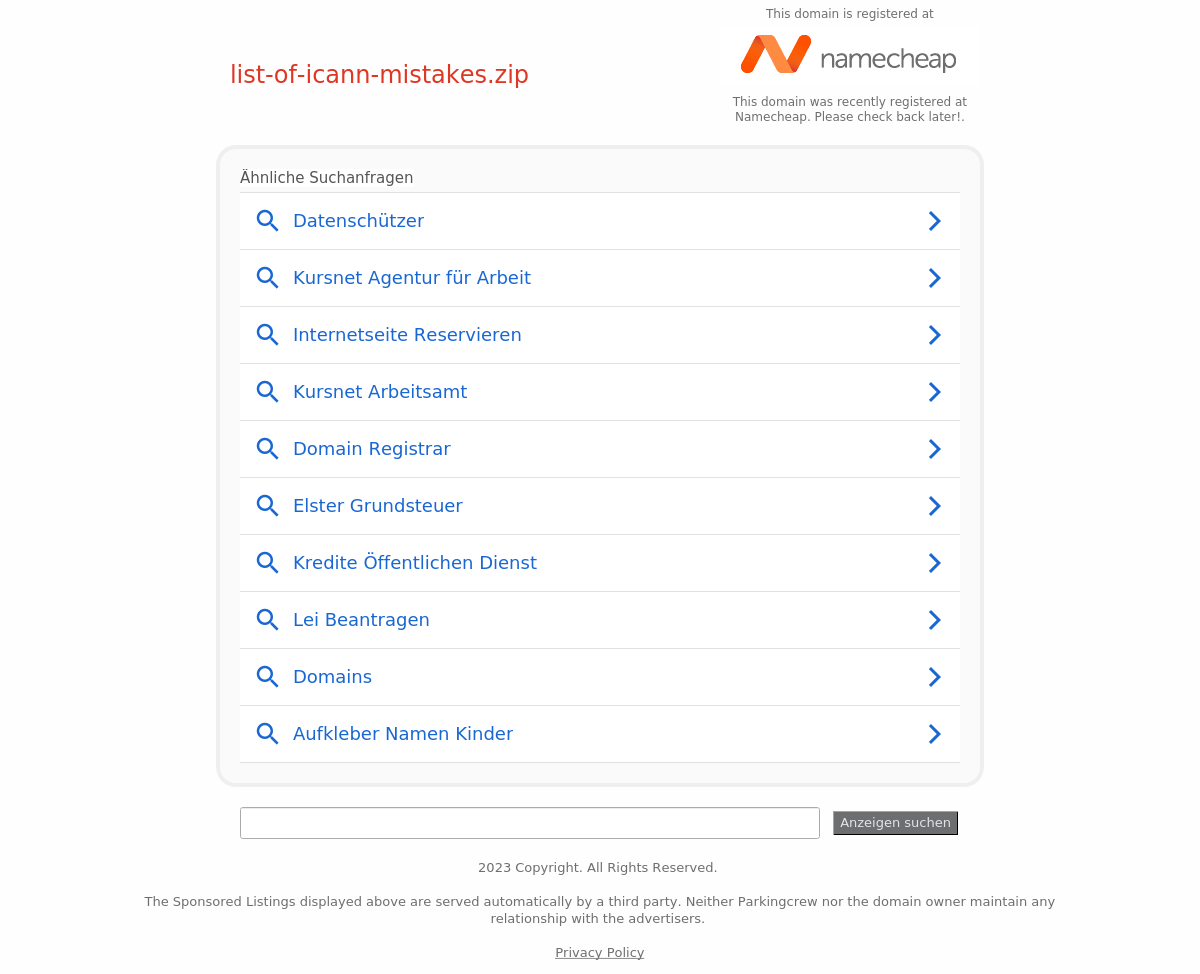 This domain is registered at
namecheap
list-of-icann-mistakes.zip
This domain was recently registered at
Namecheap. Please check back later!.
Ähnliche Suchanfragen
Datenschützer
Kursnet Agentur für Arbeit
Internetseite Reservieren
Kursnet Arbeitsamt
Domain Registrar
Elster Grundsteuer
Kredite Öffentlichen Dienst
Lei Beantragen
Domains
Aufkleber Namen Kinder
Anzeigen suchen
2023 Copyright. All Rights Reserved.
The Sponsored Listings displayed above are served automatically by a third party. Neither Parkingcrew nor the domain owner maintain any
relationship with the advertisers.
Privacy Policy